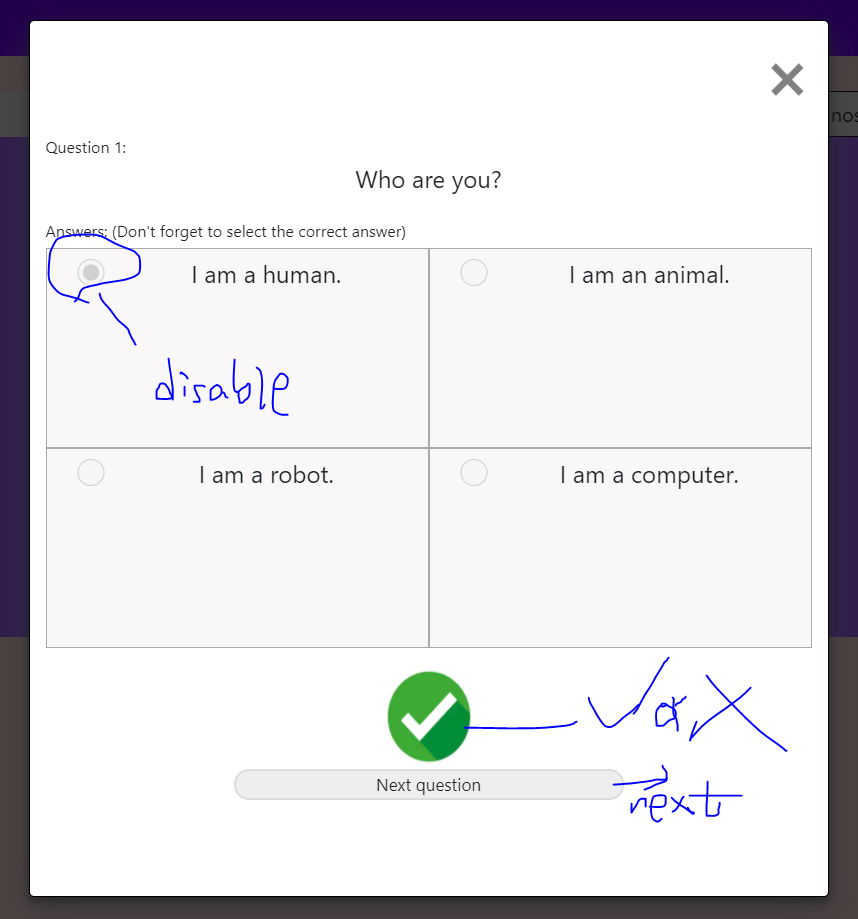 nos
Question 1:
Who are you?
Answers: (Don't forget to select the correct answer)
I am a human.
I am an animal.
disable
I am a robot.
I am a computer.
or
Next question
next